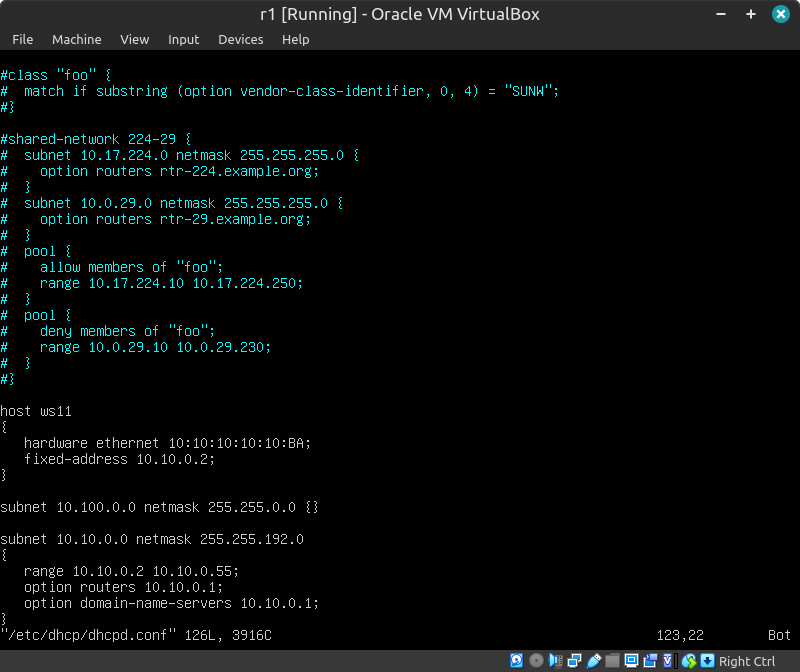 r1 [Running] - Oracle VM VirtualBox
File Machine View Input Devices Help
#class "foo" {
#  match if substring (option vendor-class-identifier, 0, 4) = "SUNW";
#}
#shared-network 224-29 {
#  subnet 10.17.224.0 netmask 255.255.255.0 {
#    option routers rtr-224.example.org;
#  }
#  subnet 10.0.29.0 netmask 255.255.255.0 {
#    option routers rtr-29.example.org;
#  }
#  pool {
#    allow members of "foo";
#    range 10.17.224.10 10.17.224.250;
#  }
#  pool {
#    deny members of "foo";
#    range 10.0.29.10 10.0.29.230;
#  }
#}
host ws11
{
   hardware ethernet 10:10:10:10:10:BA;
   fixed-address 10.10.0.2;
}
subnet 10.100.0.0 netmask 255.255.0.0 {}
subnet 10.10.0.0 netmask 255.255.192.0
{
   range 10.10.0.2 10.10.0.55;
   option routers 10.10.0.1;
   option domain-name-servers 10.10.0.1;
}
"/etc/dhcp/dhcpd.conf" 126L, 3916C 123,22 Bot
Right Ctrl